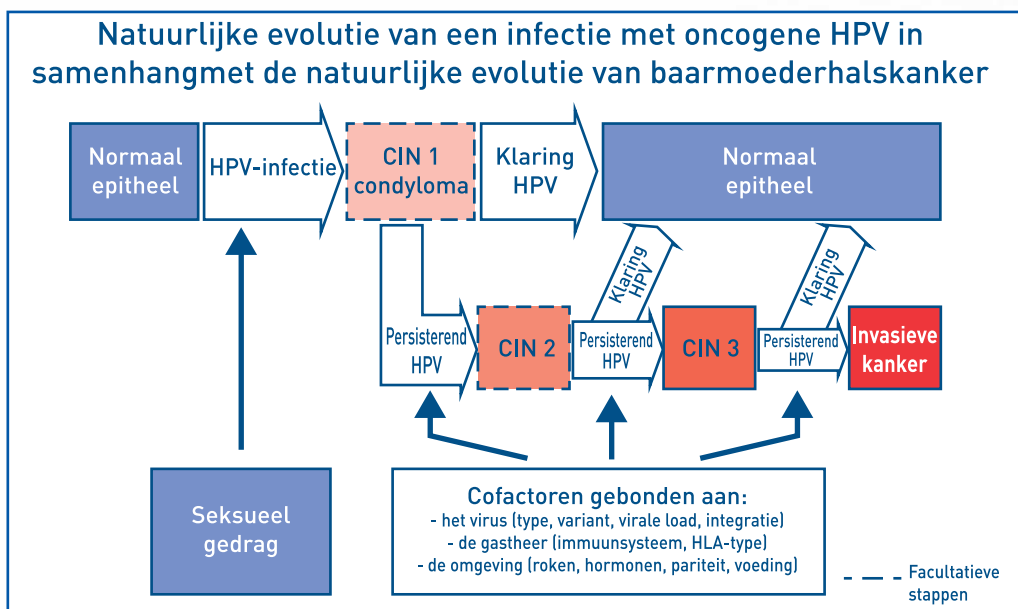 Natuurlijke evolutie van een infectie met oncogene HPV in
samenhangmet de natuurlijke evolutie van baarmoederhalskanker
Normaal
epitheel
HPV-infectie
CIN 1
condyloma
Klaring
HPV
Normaal
epitheel
Klaring
HPV
Klaring
HPV
Persisterend
HPV
CIN 2
Persisterend
HPV
CIN 3
Persisterend
HPV
Invasieve
kanker
Seksueel
gedrag
Cofactoren gebonden aan:
- het virus (type, variant, virale load, integratie)
- de gastheer (immuunsysteem, HLA-type)
- de omgeving (roken, hormonen, pariteit, voeding)
Facultatieve
stappen